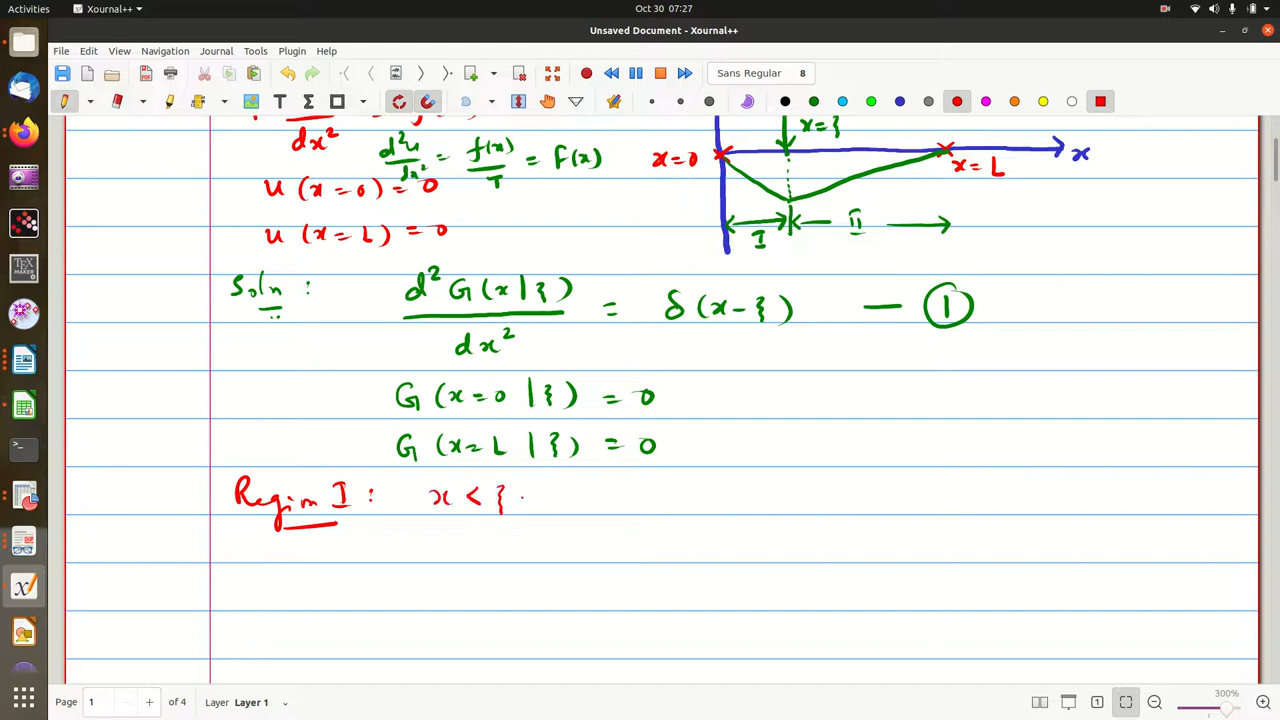 Activities Xournal++ Oct 30 07:27
Unsaved Document - Xournal++
File Edit View Navigation Journal Tools Plugin Help
Sans Regular 8
dx²
d²u/dx² = f(x)/T = F(x)
u (x=0) = 0
u (x=L) = 0
x=ξ
x=0
x=L
x
I
II
Soln :
d² G(x|ξ)/dx² = δ(x-ξ) — ①
G (x=0 |ξ) = 0
G (x=L |ξ) = 0
Region I : x < ξ
Page 1 of 4 Layer Layer 1 300%